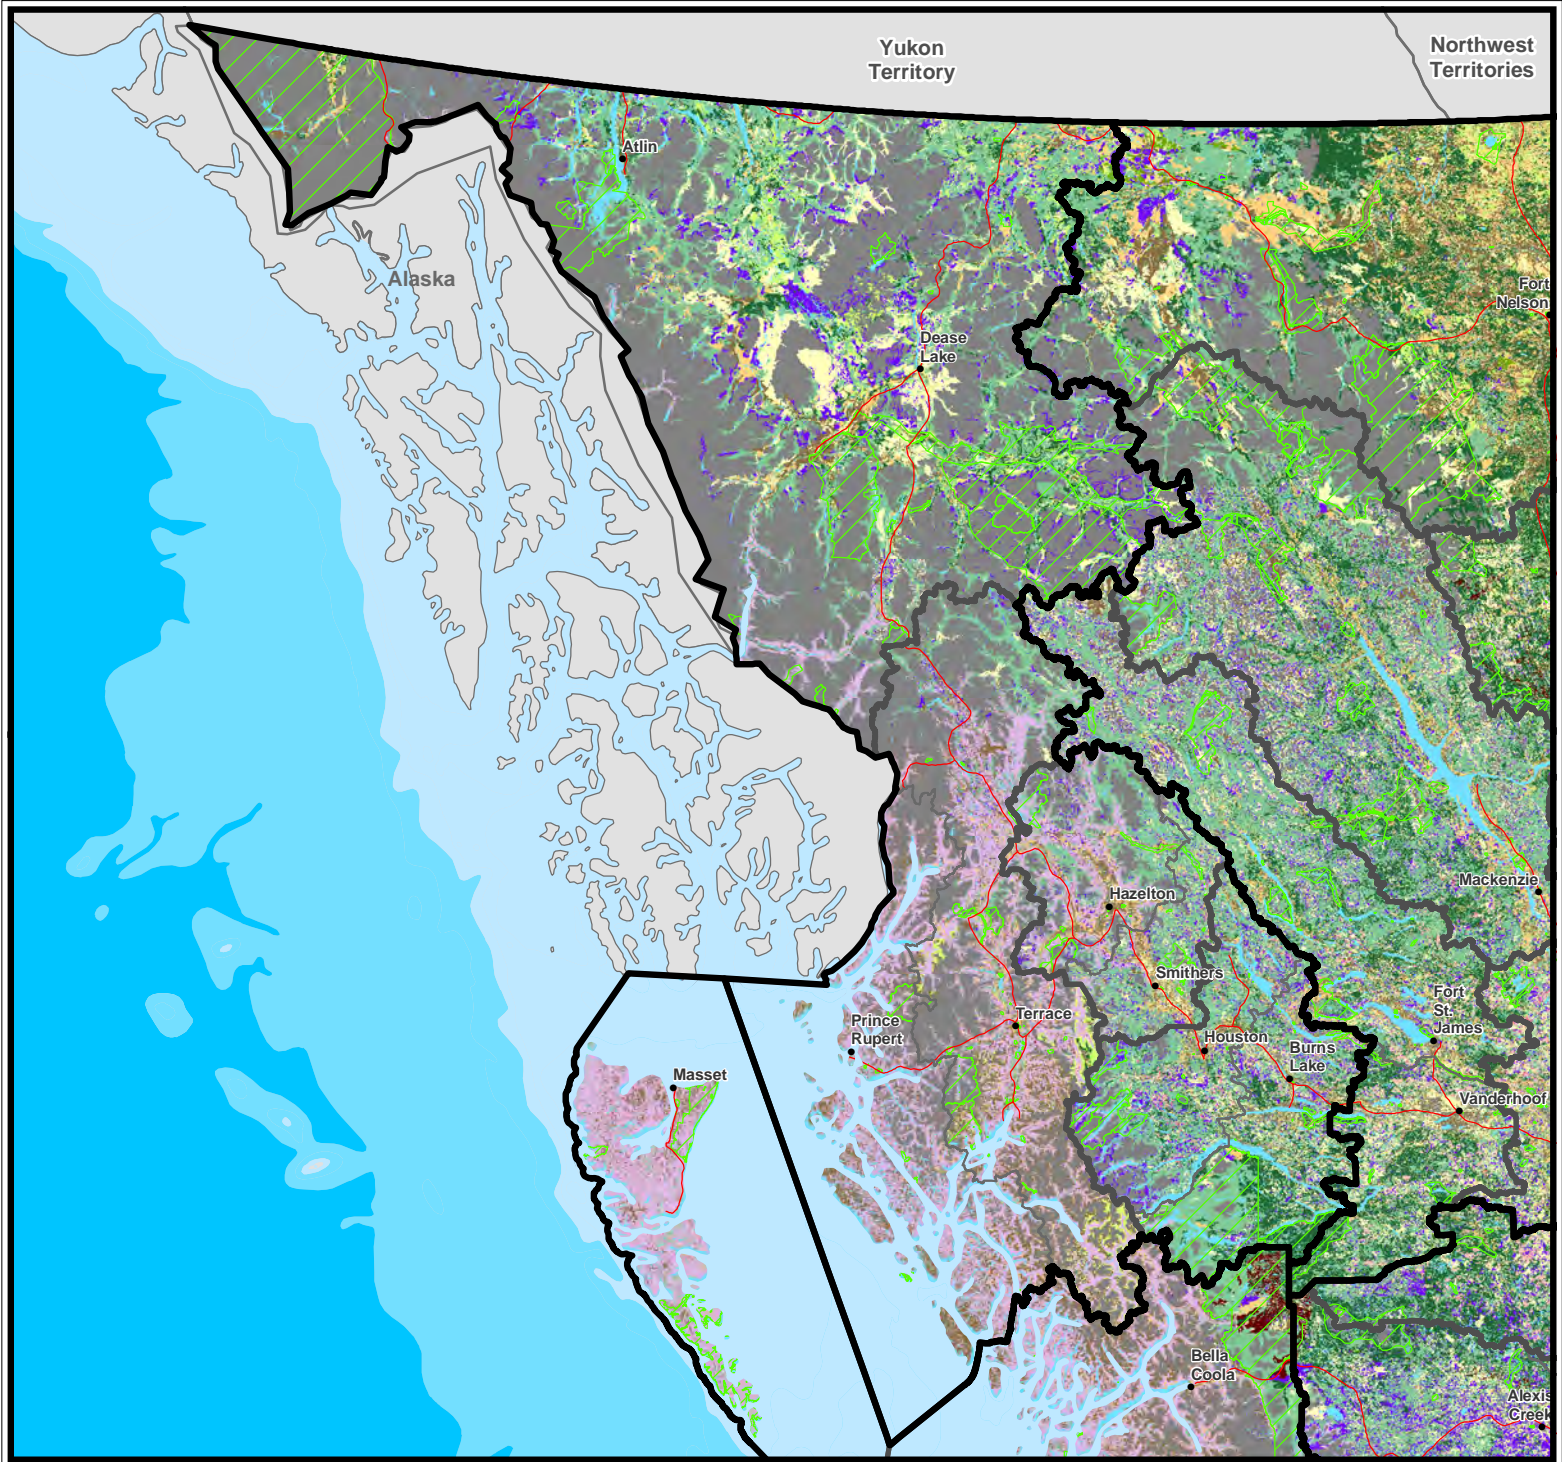 Yukon
Territory
Northwest
Territories
Atlin
Alaska
Fort
Nelson
Dease
Lake
Mackenzie
Hazelton
Smithers
Fort
St.
James
Prince
Rupert
Terrace
Houston
Burns
Lake
Masset
Vanderhoof
Bella
Coola
Alexis
Creek